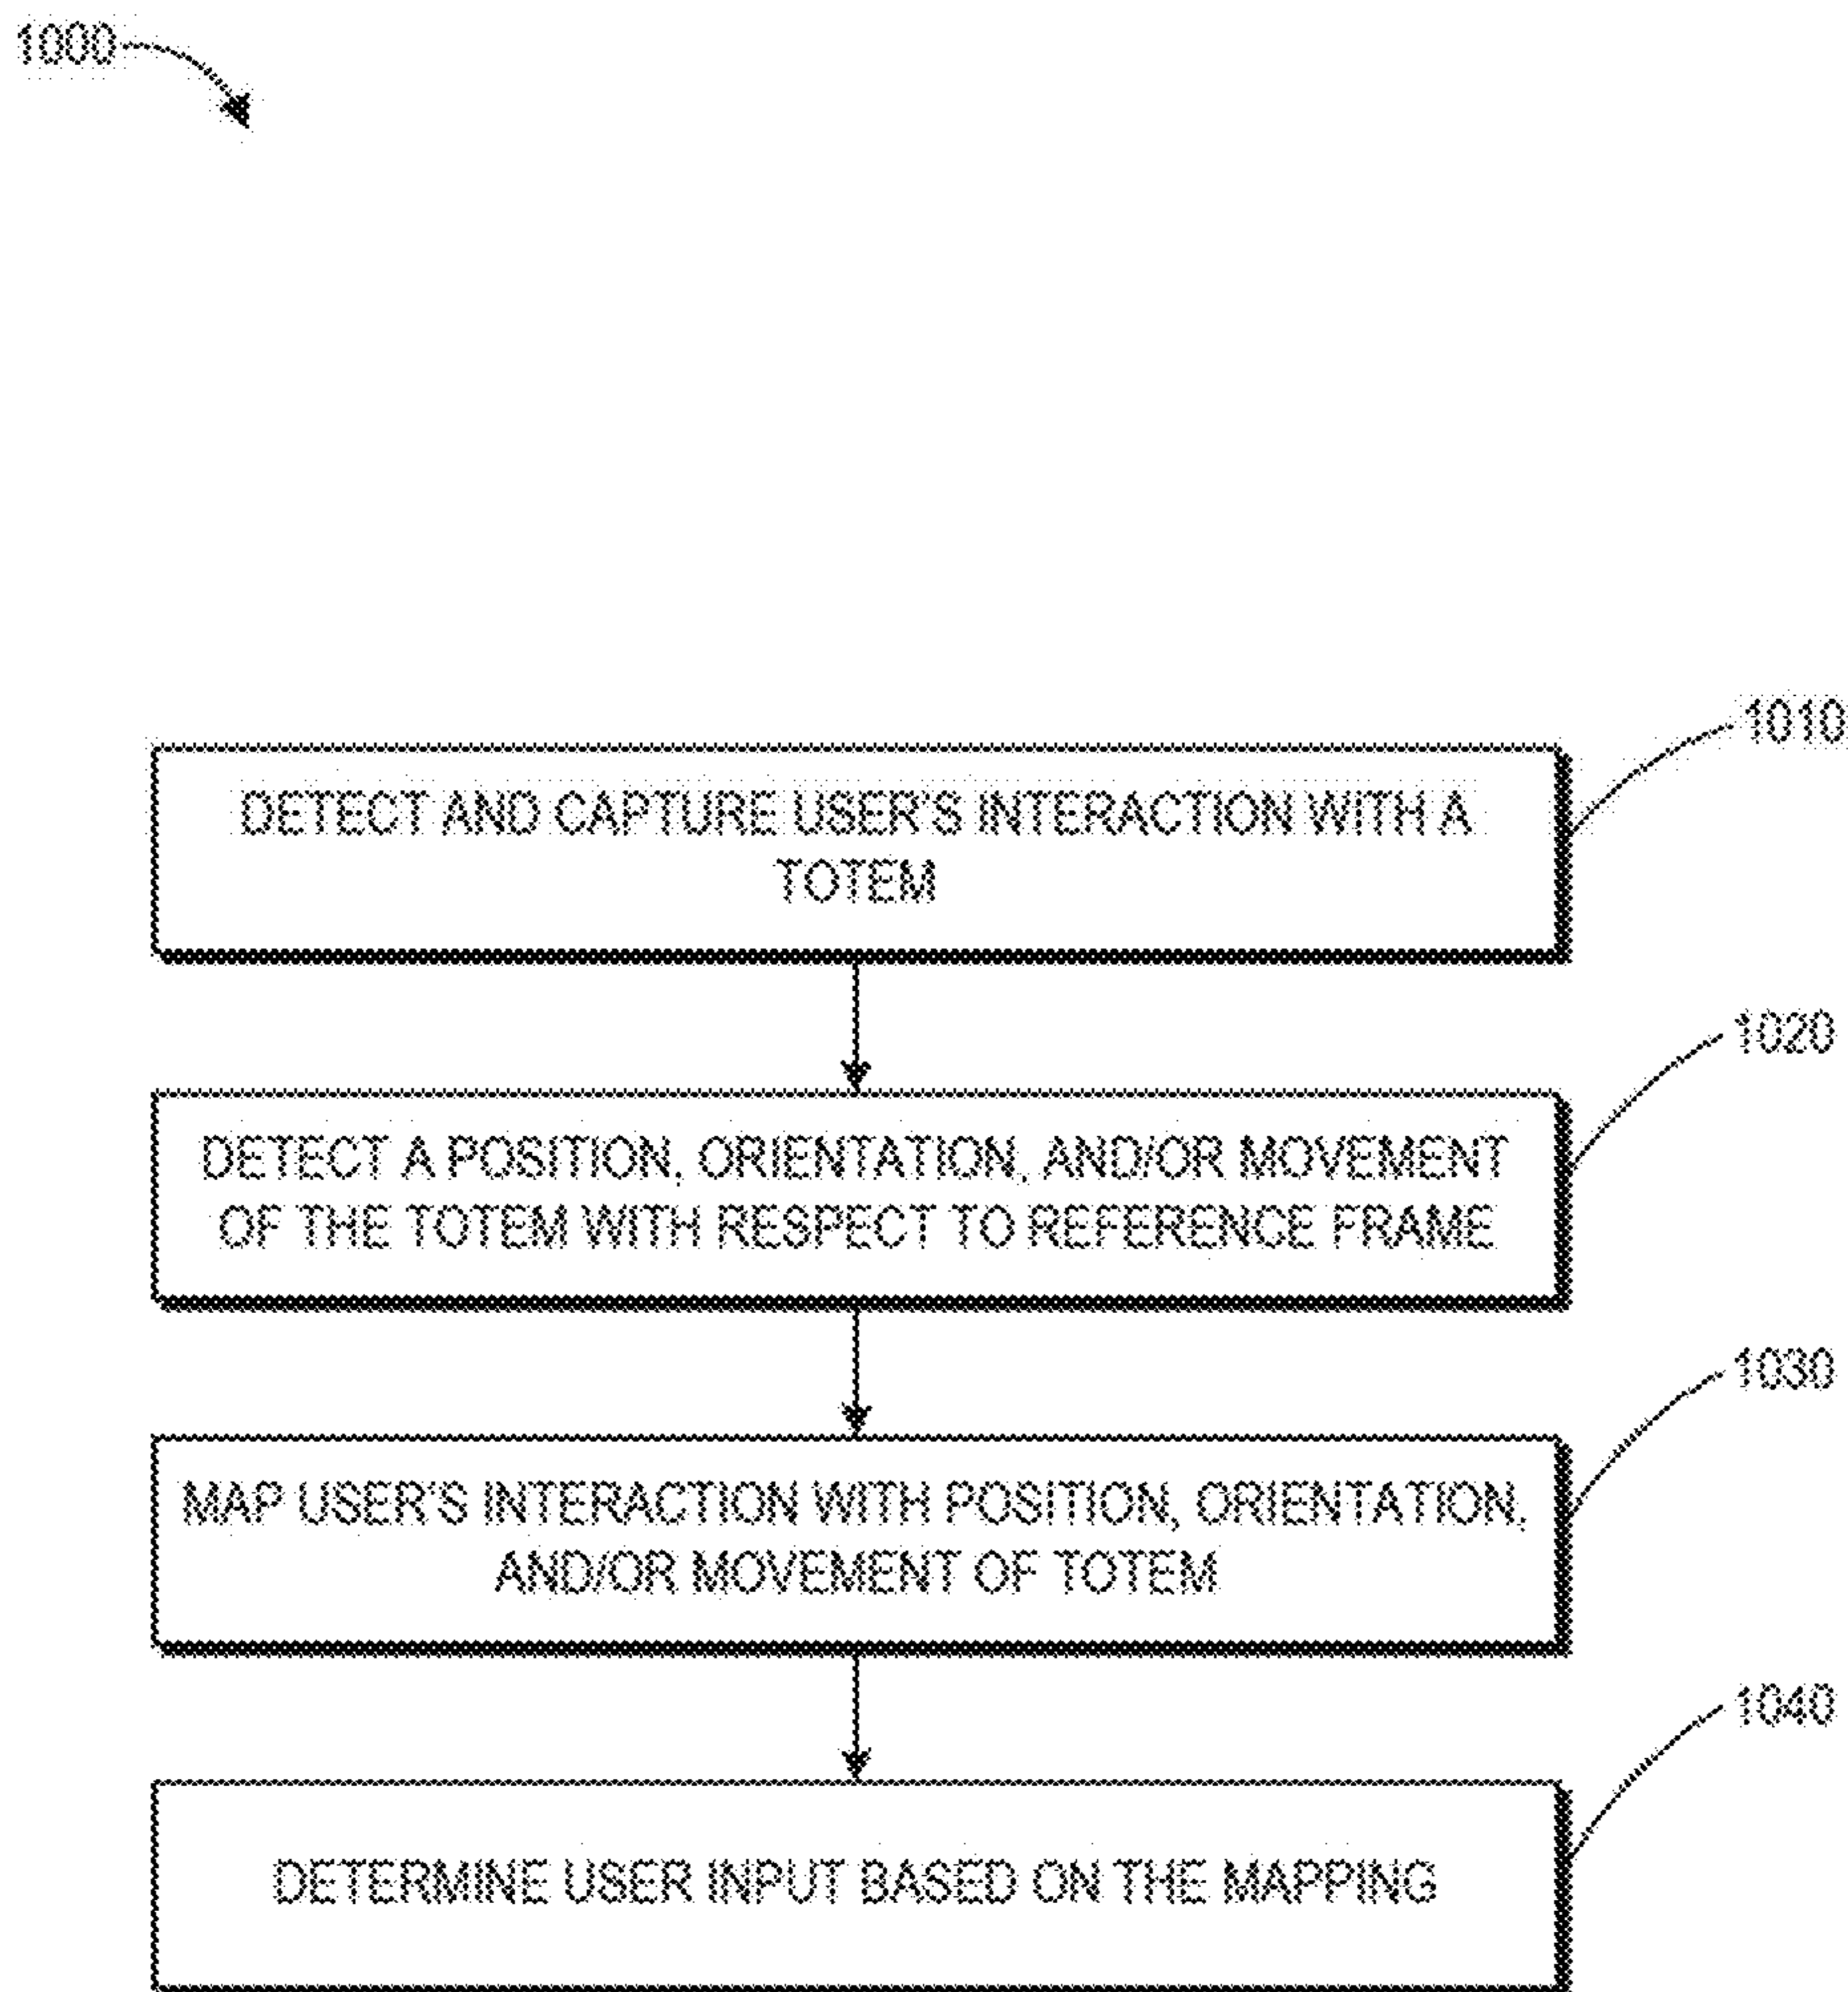 1000
1010
DETECT AND CAPTURE USER'S INTERACTION WITH A
TOTEM
1020
DETECT A POSITION, ORIENTATION, AND/OR MOVEMENT
OF THE TOTEM WITH RESPECT TO REFERENCE FRAME
1030
MAP USER'S INTERACTION WITH POSITION, ORIENTATION,
AND/OR MOVEMENT OF TOTEM
1040
DETERMINE USER INPUT BASED ON THE MAPPING